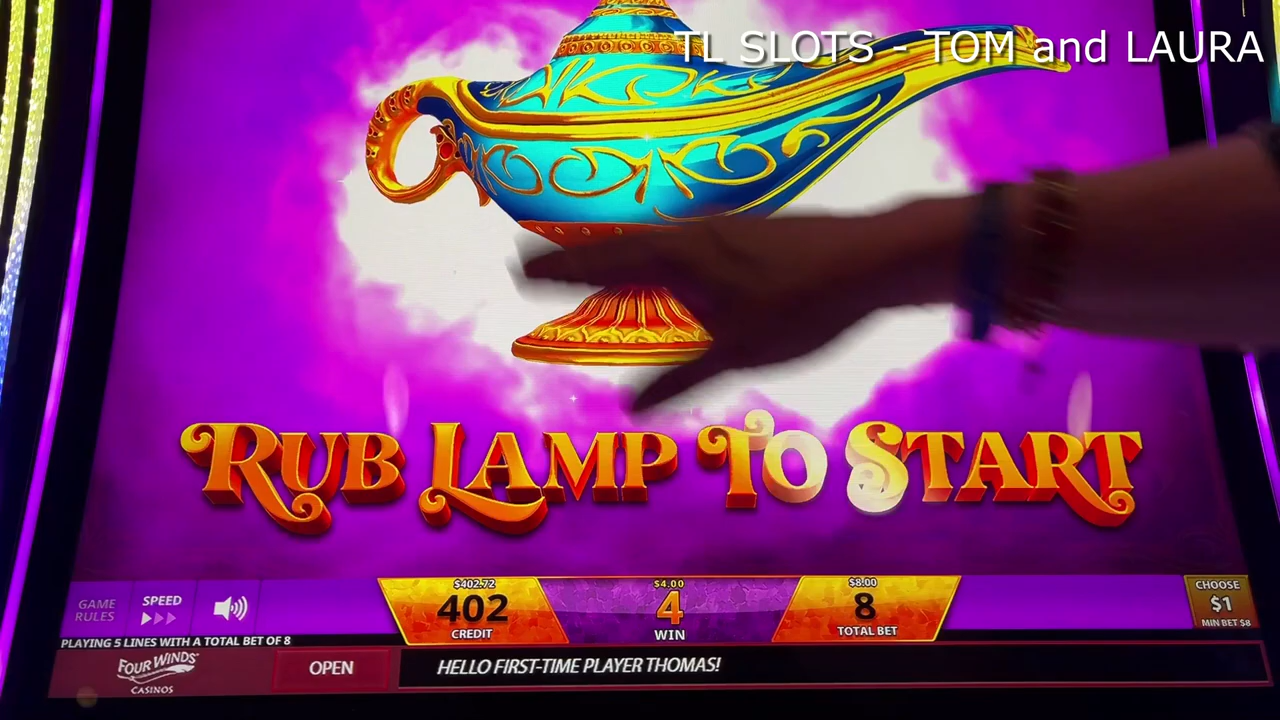 TL SLOTS - TOM and LAURA
RUB LAMP TO START
GAME RULES
SPEED
$402.72
402
CREDIT
$4.00
4
WIN
$8.00
8
TOTAL BET
CHOOSE
$1
MIN BET $8
PLAYING 5 LINES WITH A TOTAL BET OF 8
FOUR WINDS
CASINOS
OPEN
HELLO FIRST-TIME PLAYER THOMAS!